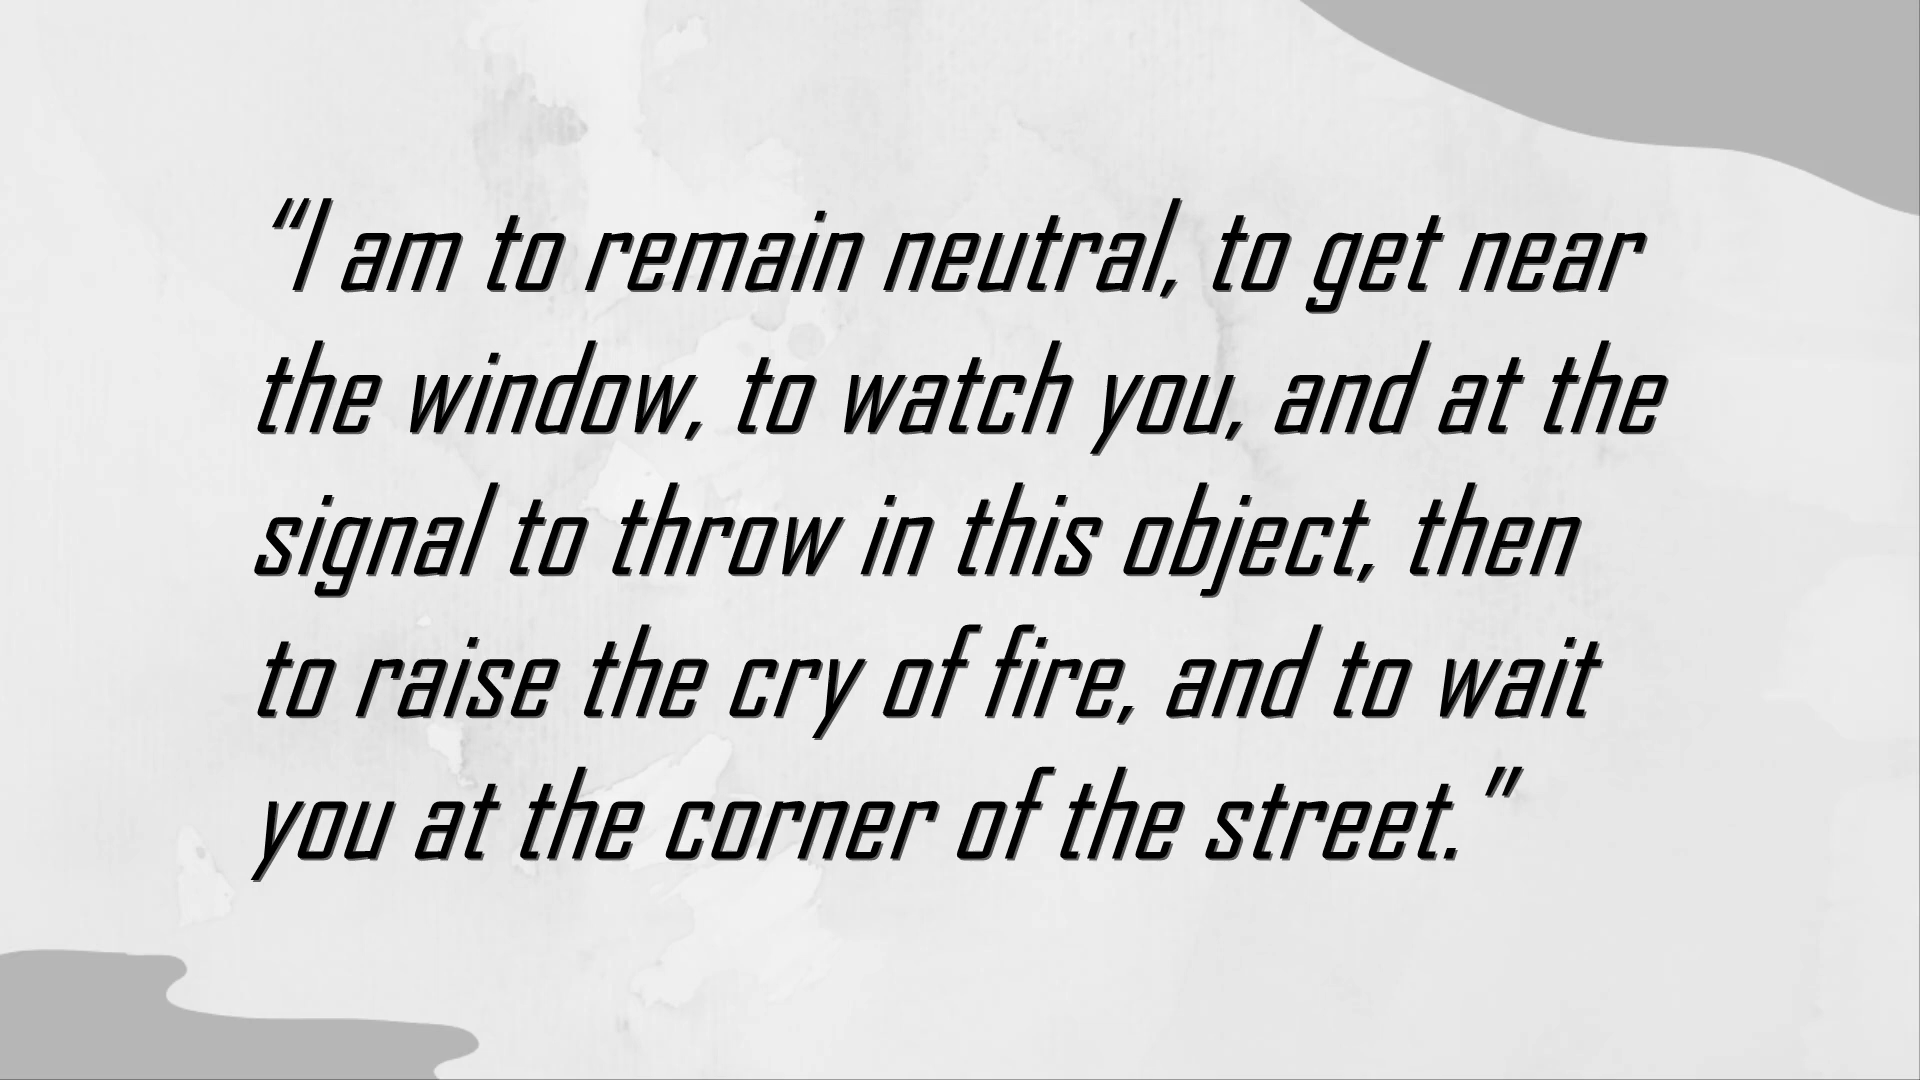 “I am to remain neutral, to get near
the window, to watch you, and at the
signal to throw in this object, then
to raise the cry of fire, and to wait
you at the corner of the street.”